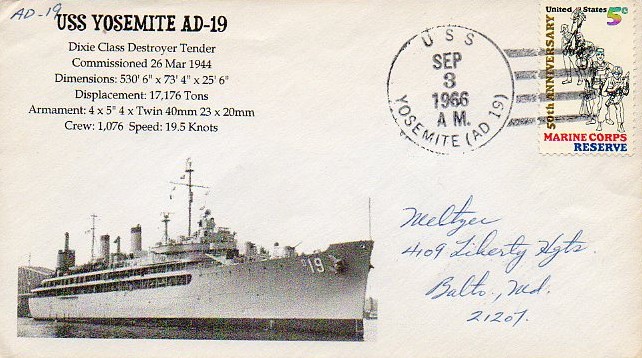 AD-19
USS YOSEMITE AD-19
Dixie Class Destroyer Tender
Commissioned 26 Mar 1944
Dimensions: 530' 6" x 73' 4" x 25' 6"
Displacement: 17,176 Tons
Armament: 4 x 5" 4 x Twin 40mm 23 x 20mm
Crew: 1,076 Speed: 19.5 Knots
USS
SEP
3
1966
A.M.
YOSEMITE (AD 19)
United States 5c
50th ANNIVERSARY
MARINE CORPS
RESERVE
19
Meltzer
4109 Liberty Hgts.
Balto., Md.
21207.